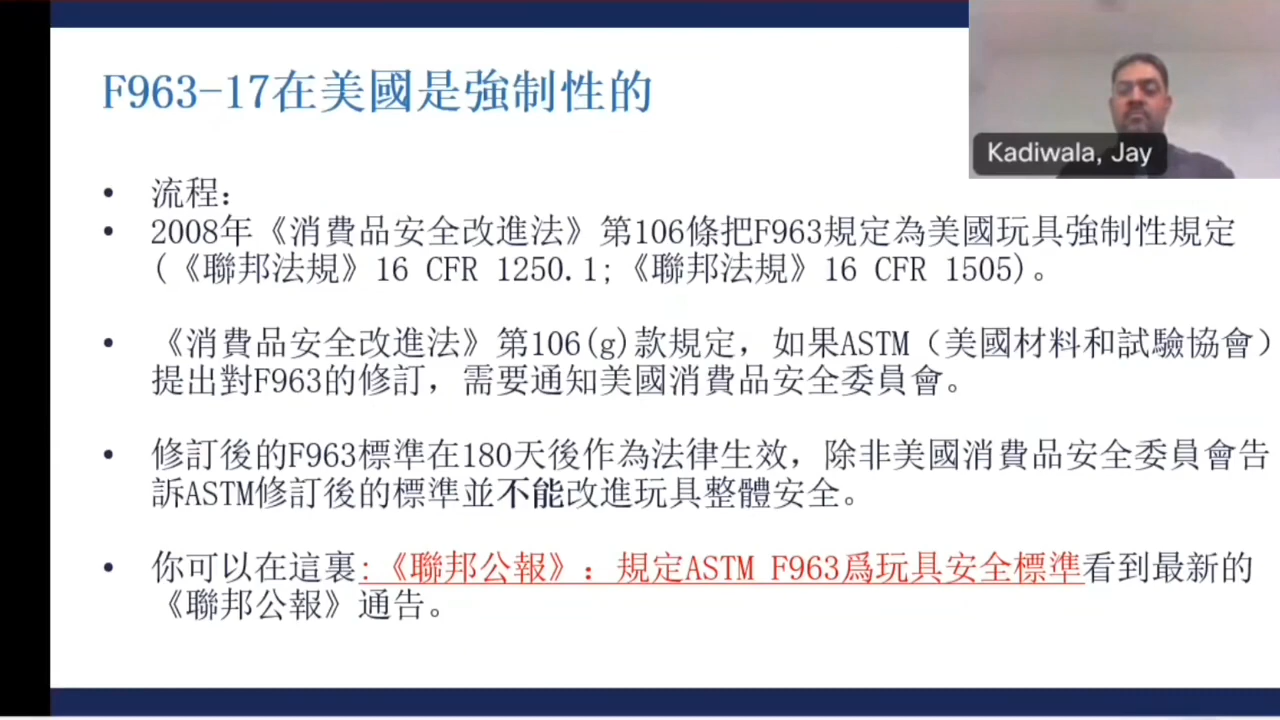 F963-17在美國是強制性的
Kadiwala, Jay
• 流程:
• 2008年《消費品安全改進法》第106條把F963規定為美國玩具強制性規定
(《聯邦法規》16 CFR 1250.1;《聯邦法規》16 CFR 1505)。
• 《消費品安全改進法》第106(g)款規定，如果ASTM（美國材料和試驗協會）
提出對F963的修訂，需要通知美國消費品安全委員會。
• 修訂後的F963標準在180天後作為法律生效，除非美國消費品安全委員會告
訴ASTM修訂後的標準並不能改進玩具整體安全。
• 你可以在這裏:《聯邦公報》：規定ASTM F963爲玩具安全標準看到最新的
《聯邦公報》通告。